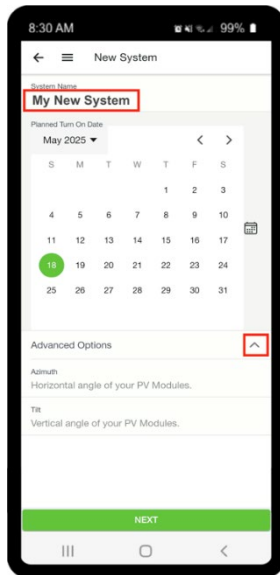 8:30 AM 99%
New System
System Name
My New System
Planned Turn On Date
May 2025
S M T W T F S
1 2 3
4 5 6 7 8 9 10
11 12 13 14 15 16 17
18 19 20 21 22 23 24
25 26 27 28 29 30 31
Advanced Options
Azimuth
Horizontal angle of your PV Modules.
Tilt
Vertical angle of your PV Modules.
NEXT